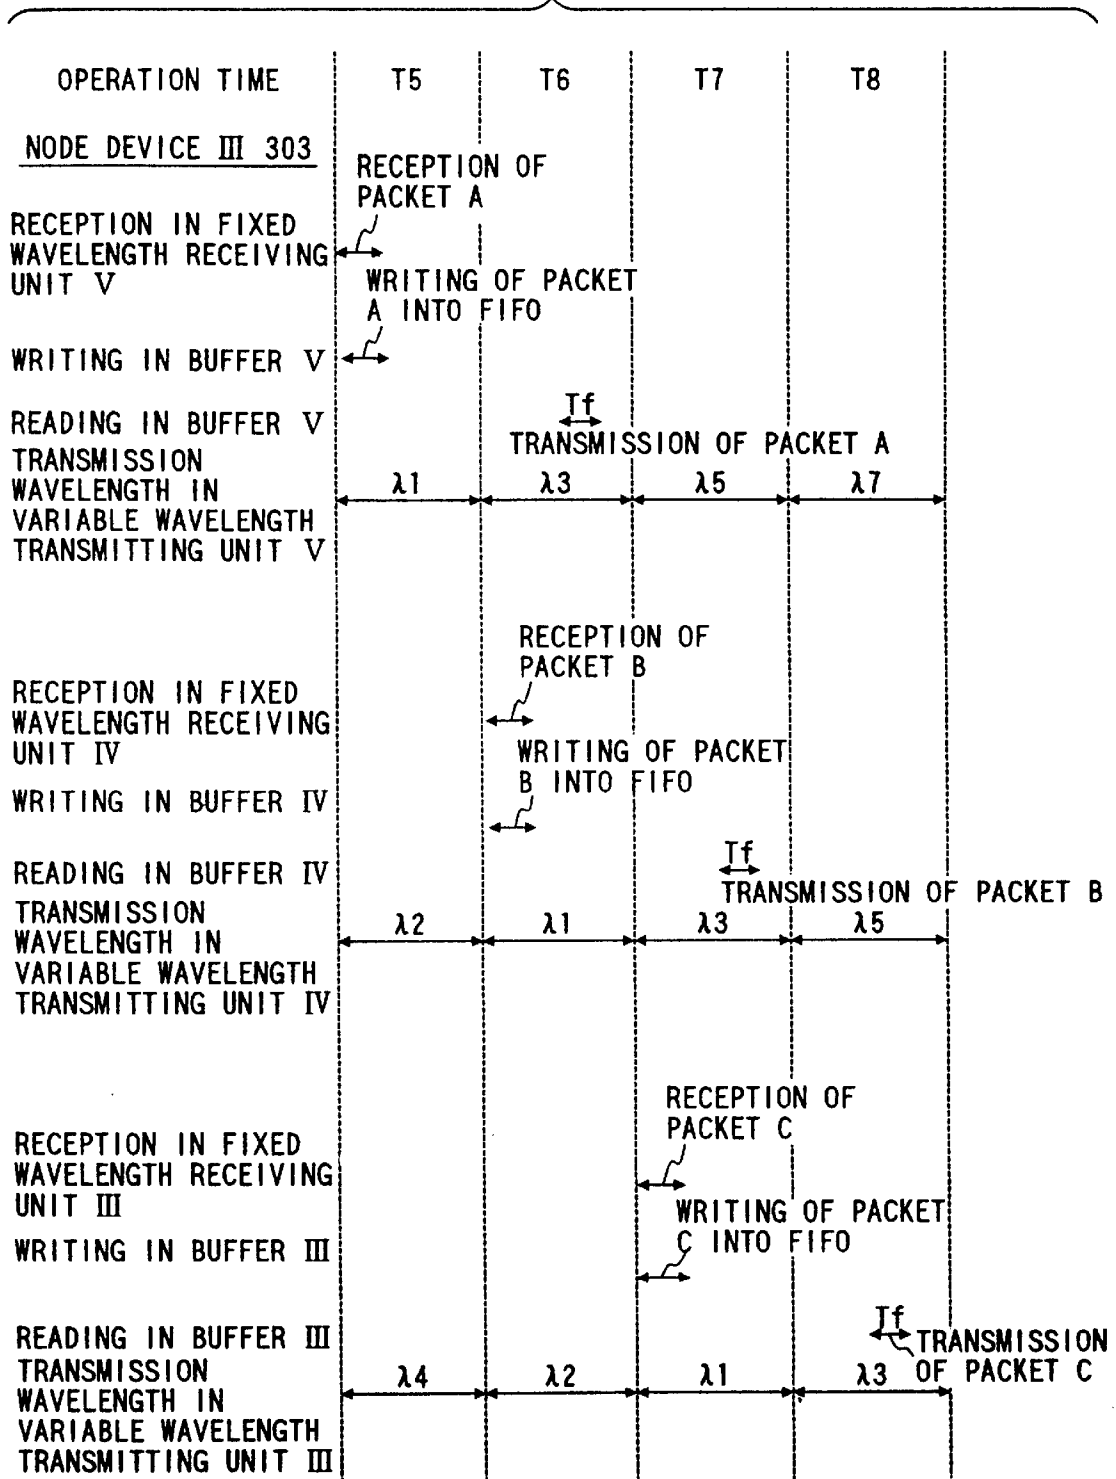 OPERATION TIME T5 T6 T7 T8
NODE DEVICE III 303
RECEPTION OF
PACKET A
RECEPTION IN FIXED
WAVELENGTH RECEIVING
UNIT V
WRITING OF PACKET
A INTO FIFO
WRITING IN BUFFER V
Tf
READING IN BUFFER V
TRANSMISSION OF PACKET A
TRANSMISSION
WAVELENGTH IN
VARIABLE WAVELENGTH
TRANSMITTING UNIT V
λ1 λ3 λ5 λ7
RECEPTION OF
PACKET B
RECEPTION IN FIXED
WAVELENGTH RECEIVING
UNIT IV
WRITING OF PACKET
B INTO FIFO
WRITING IN BUFFER IV
Tf
READING IN BUFFER IV
TRANSMISSION OF PACKET B
TRANSMISSION
WAVELENGTH IN
VARIABLE WAVELENGTH
TRANSMITTING UNIT IV
λ2 λ1 λ3 λ5
RECEPTION OF
PACKET C
RECEPTION IN FIXED
WAVELENGTH RECEIVING
UNIT III
WRITING OF PACKET
C INTO FIFO
WRITING IN BUFFER III
Tf
READING IN BUFFER III
TRANSMISSION
OF PACKET C
TRANSMISSION
WAVELENGTH IN
VARIABLE WAVELENGTH
TRANSMITTING UNIT III
λ4 λ2 λ1 λ3